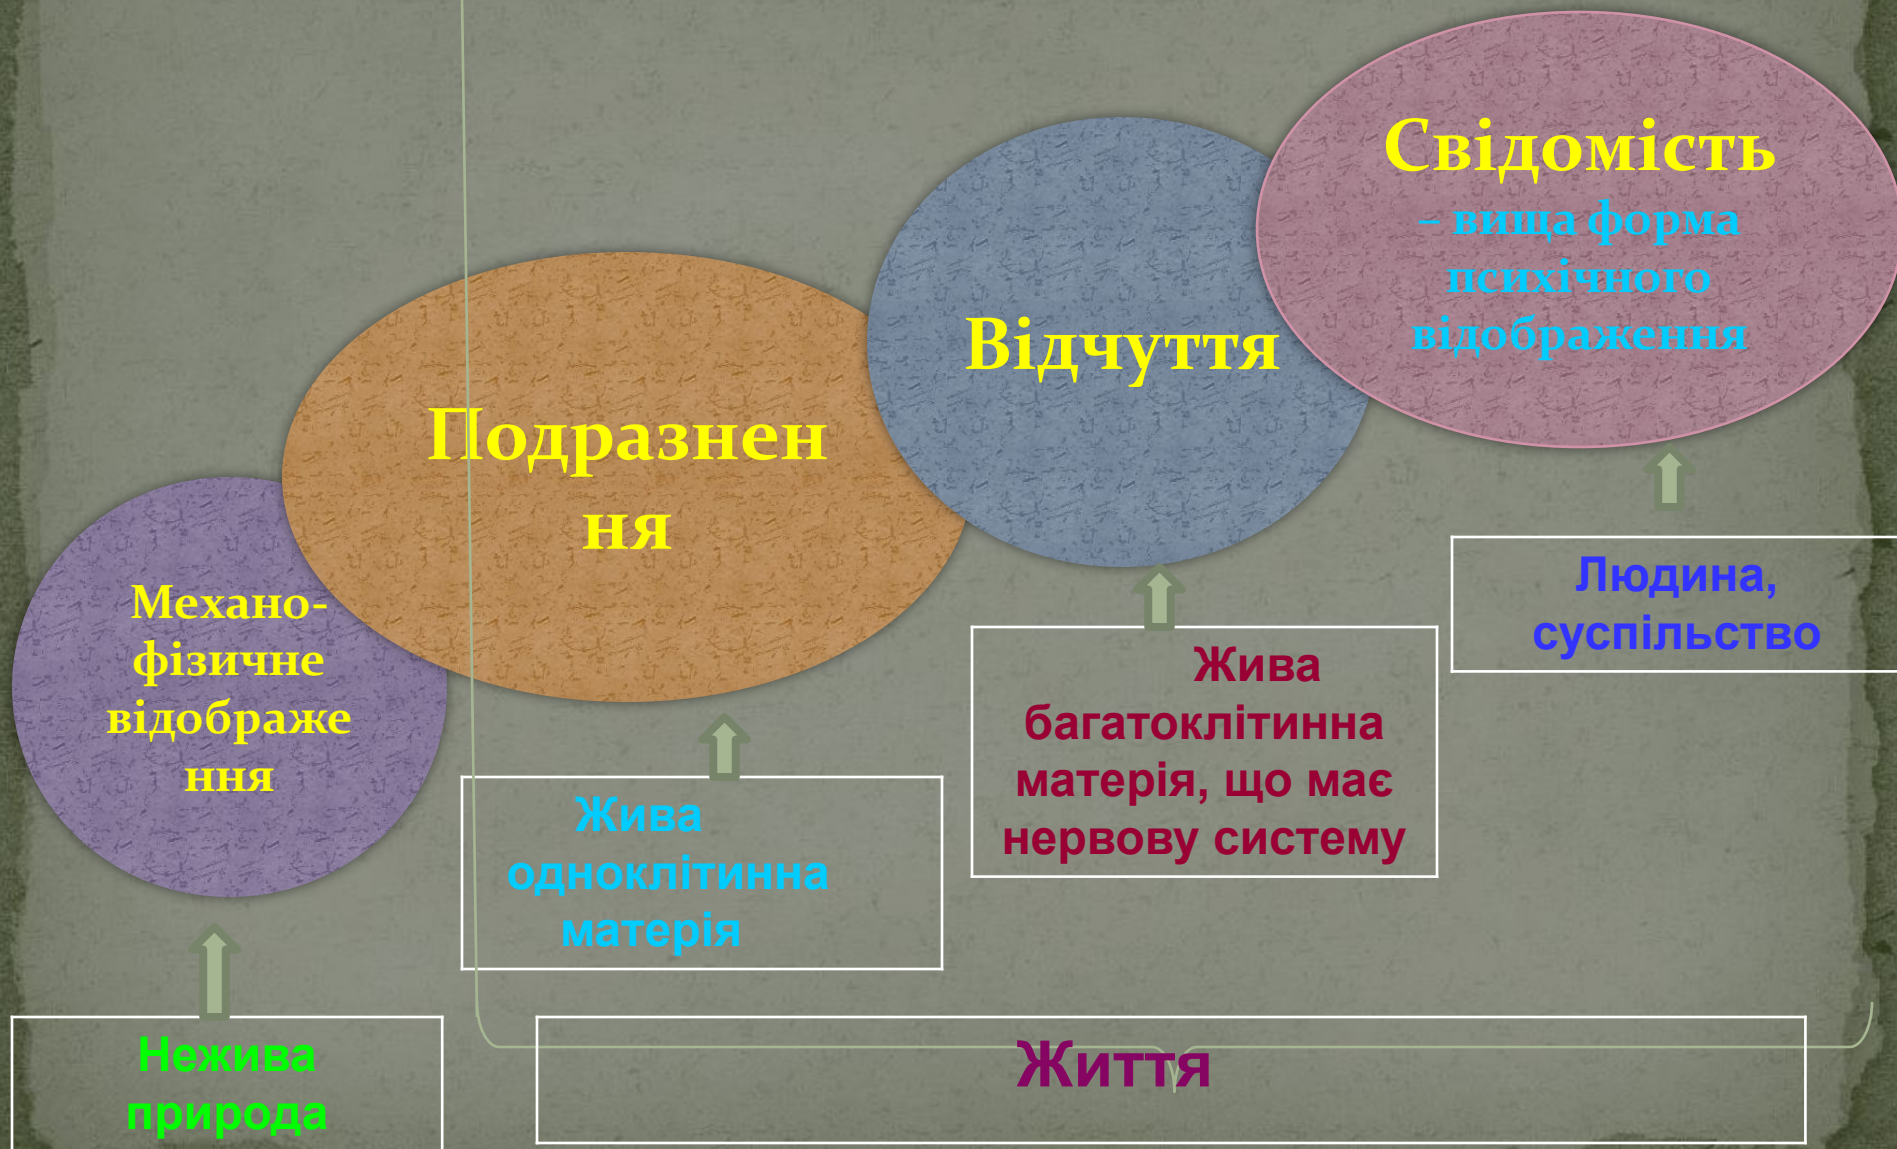 Свідомість
– вища форма
психічного
відображення
Відчуття
Подразнен
ня
Механо-
фізичне
відображе
ння
Людина,
суспільство
Жива
багатоклітинна
матерія, що має
нервову систему
Жива
одноклітинна
матерія
Нежива
природа
Життя